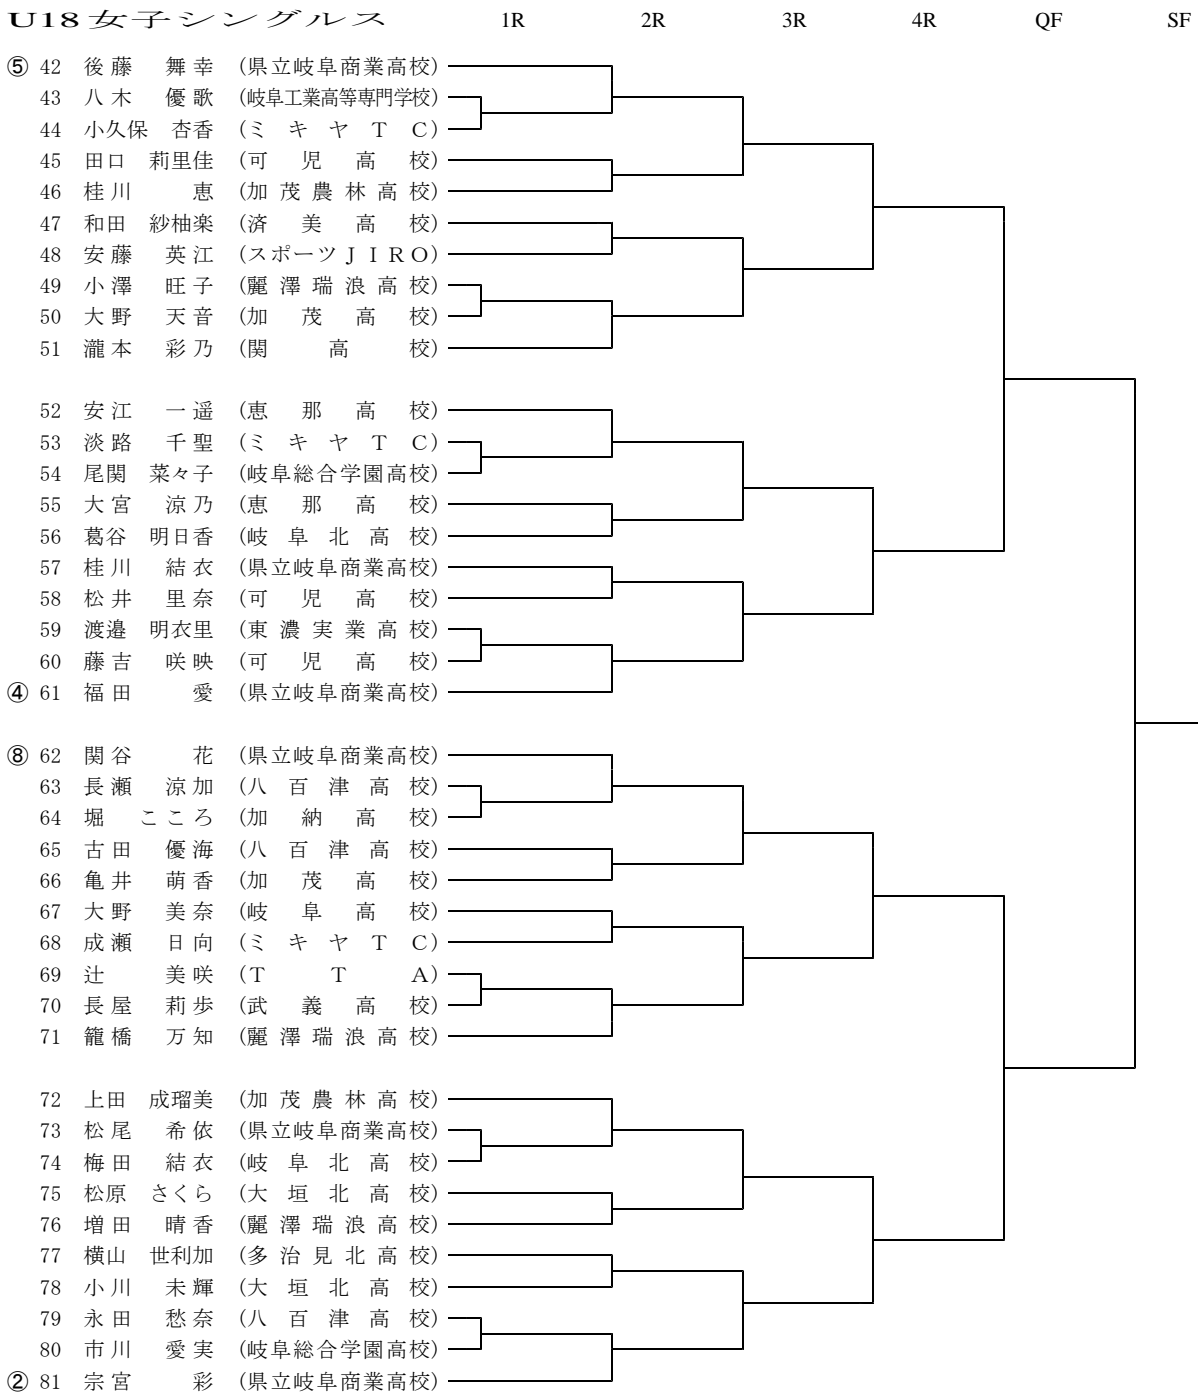 U18女子シングルス 1R 2R 3R 4R QF SF
⑤ 42 後藤 舞幸 (県立岐阜商業高校)
43 八木 優歌 (岐阜工業高等専門学校)
44 小久保 杏香 (ミキヤTC)
45 田口 莉里佳 (可児高校)
46 桂川 恵 (加茂農林高校)
47 和田 紗柚楽 (済美高校)
48 安藤 英江 (スポーツJIRO)
49 小澤 旺子 (麗澤瑞浪高校)
50 大野 天音 (加茂高校)
51 瀧本 彩乃 (関高校)
52 安江 一遥 (恵那高校)
53 淡路 千聖 (ミキヤTC)
54 尾関 菜々子 (岐阜総合学園高校)
55 大宮 涼乃 (恵那高校)
56 葛谷 明日香 (岐阜北高校)
57 桂川 結衣 (県立岐阜商業高校)
58 松井 里奈 (可児高校)
59 渡邉 明衣里 (東濃実業高校)
60 藤吉 咲映 (可児高校)
④ 61 福田 愛 (県立岐阜商業高校)
⑧ 62 関谷 花 (県立岐阜商業高校)
63 長瀬 涼加 (八百津高校)
64 堀 こころ (加納高校)
65 古田 優海 (八百津高校)
66 亀井 萌香 (加茂高校)
67 大野 美奈 (岐阜高校)
68 成瀬 日向 (ミキヤTC)
69 辻 美咲 (TTA)
70 長屋 莉歩 (武義高校)
71 籠橋 万知 (麗澤瑞浪高校)
72 上田 成瑠美 (加茂農林高校)
73 松尾 希依 (県立岐阜商業高校)
74 梅田 結衣 (岐阜北高校)
75 松原 さくら (大垣北高校)
76 増田 晴香 (麗澤瑞浪高校)
77 横山 世利加 (多治見北高校)
78 小川 未輝 (大垣北高校)
79 永田 愁奈 (八百津高校)
80 市川 愛実 (岐阜総合学園高校)
② 81 宗宮 彩 (県立岐阜商業高校)